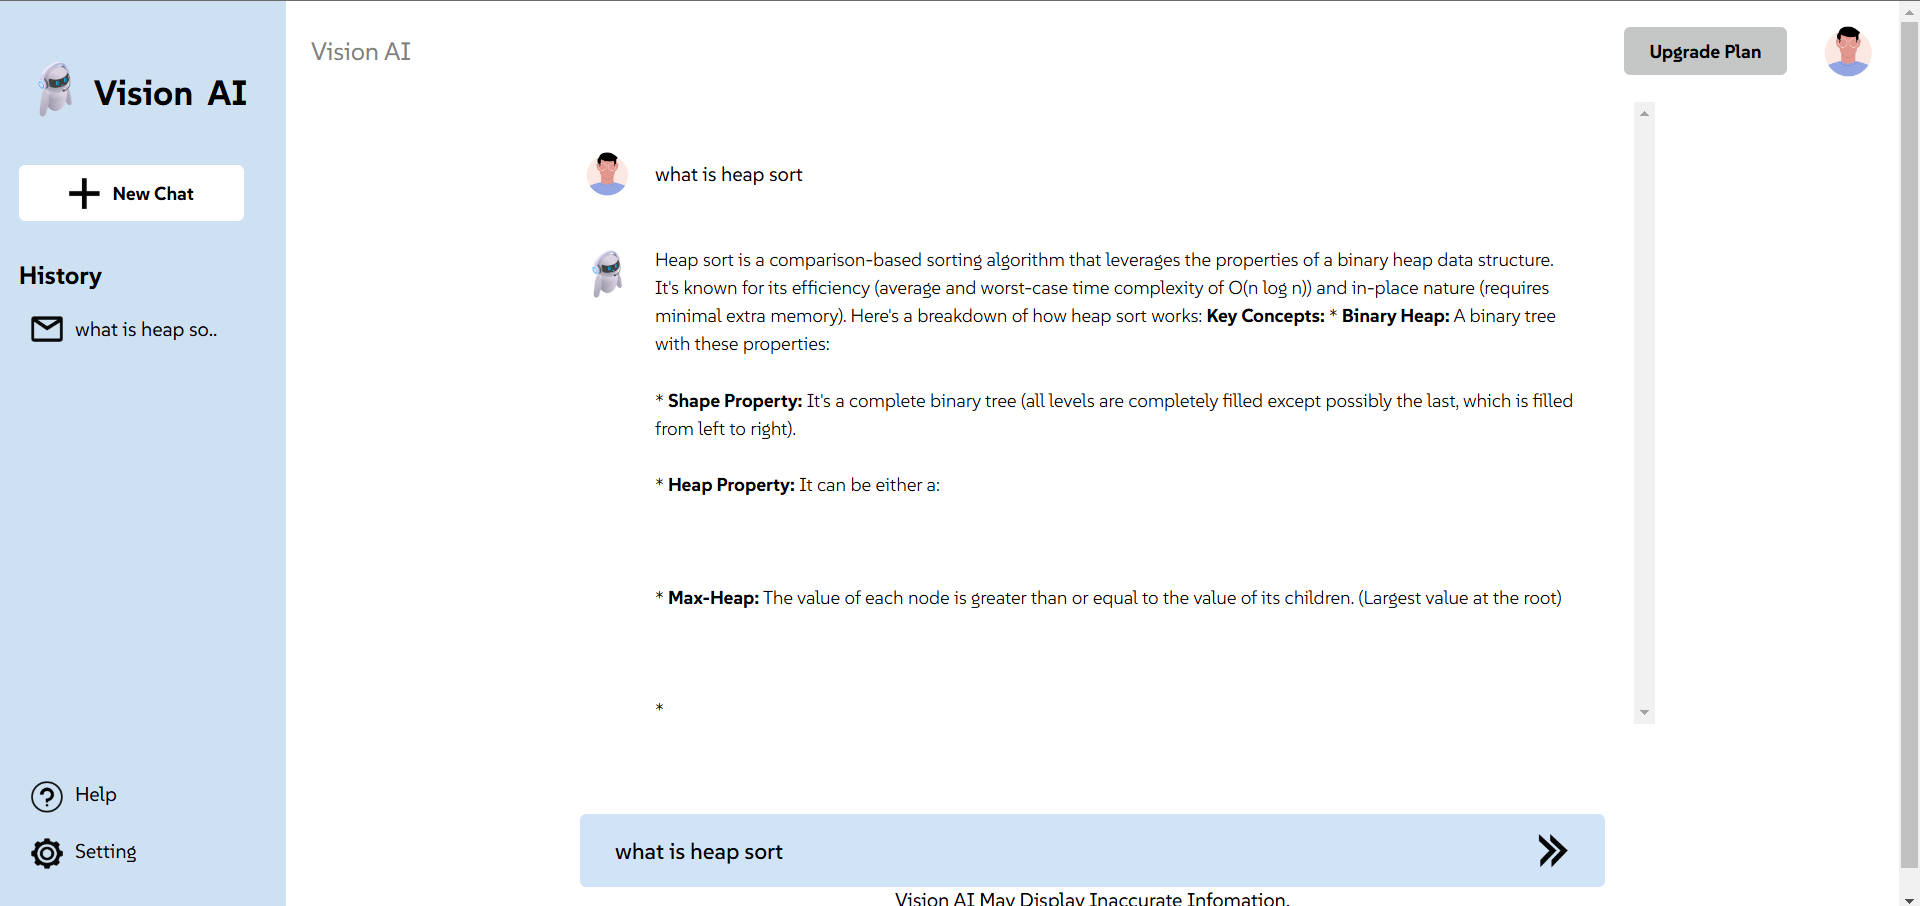 Vision AI
New Chat
History
what is heap so..
Help
Setting
Vision AI
Upgrade Plan
what is heap sort
Heap sort is a comparison-based sorting algorithm that leverages the properties of a binary heap data structure.
It's known for its efficiency (average and worst-case time complexity of O(n log n)) and in-place nature (requires
minimal extra memory). Here's a breakdown of how heap sort works: Key Concepts: * Binary Heap: A binary tree
with these properties:
* Shape Property: It's a complete binary tree (all levels are completely filled except possibly the last, which is filled
from left to right).
* Heap Property: It can be either a:
* Max-Heap: The value of each node is greater than or equal to the value of its children. (Largest value at the root)
*
what is heap sort
Vision AI May Display Inaccurate Infomation.